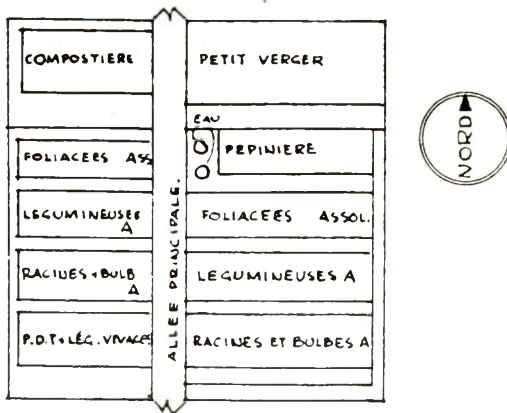 COMPOSTIERE
PETIT VERGER
EAU
PEPINIERE
FOLIACEES ASS
LEGUMINEUSES
A
FOLIACEES ASSOL.
RACINES + BULB
A
LEGUMINEUSES A
P.D.T + LÉG. VIVACES
RACINES ET BULBES A
ALLEE PRINCIPALE.
NORD